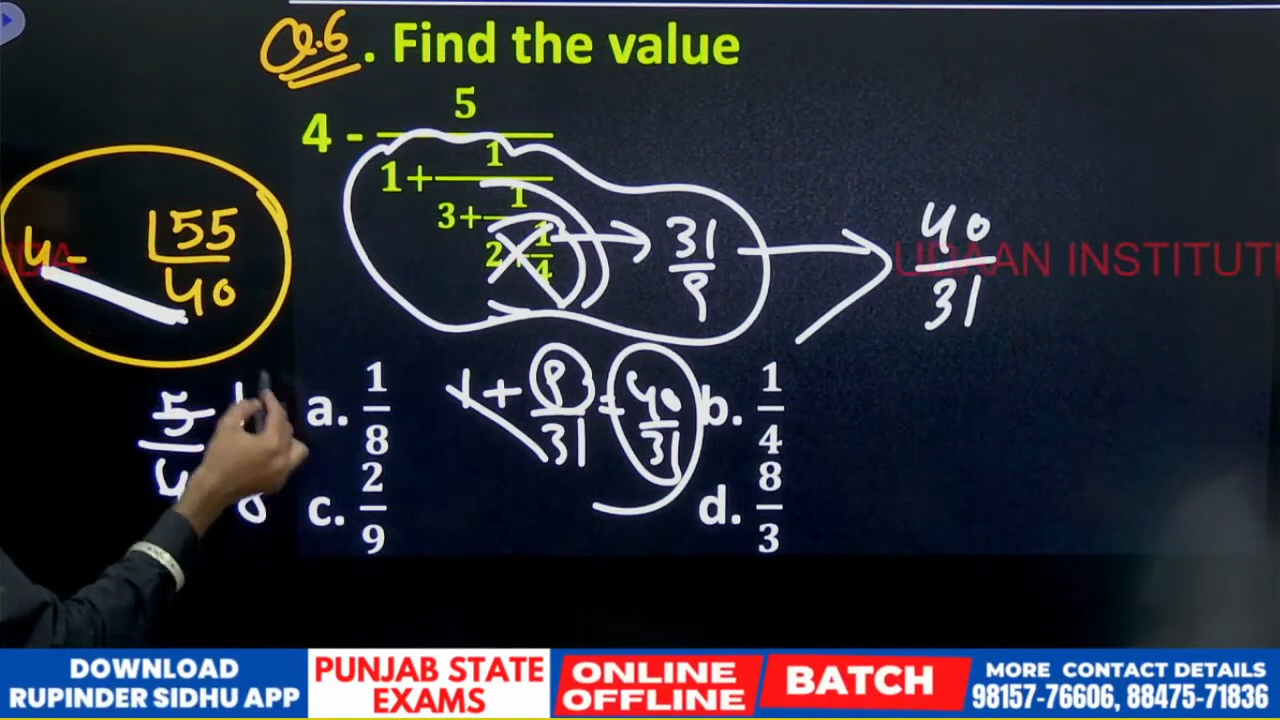 Q.6 . Find the value
4 - 5
1+ 1
3+ 1
2+ 1
4
31
9
40
31
UDAAN INSTITUTE
4- 155
40
5
a. 1
8
1 + 9 = 40
31 31
b. 1
4
c. 2
9
d. 8
3
DOWNLOAD
RUPINDER SIDHU APP
PUNJAB STATE
EXAMS
ONLINE
OFFLINE
BATCH
MORE CONTACT DETAILS
98157-76606, 88475-71836